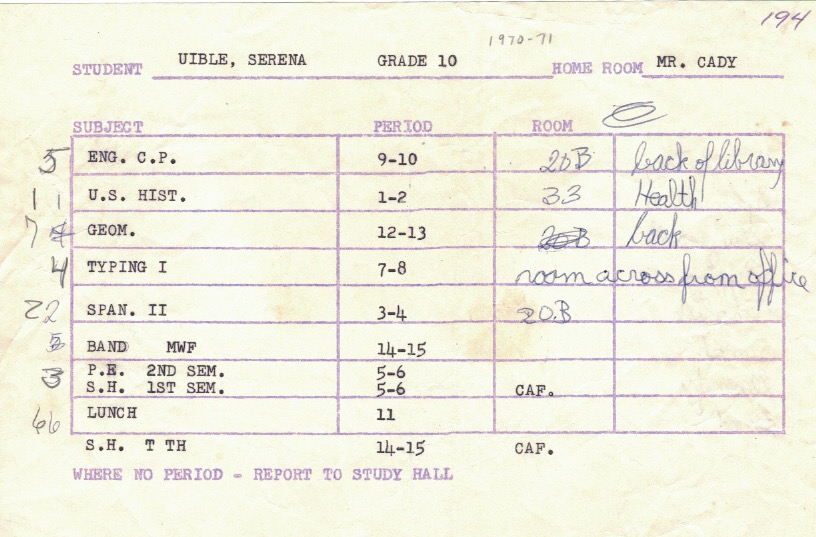 194
1970-71
STUDENT UIBLE, SERENA GRADE 10 HOME ROOM MR. CADY
SUBJECT PERIOD ROOM
5 ENG. C.P. 9-10 20B back of library
1 1 U.S. HIST. 1-2 33 Health
7 GEOM. 12-13 20B back
4 TYPING I 7-8 room across from office
2 2 SPAN. II 3-4 20B
BAND MWF 14-15
P.E. 2ND SEM. 5-6
3 S.H. 1ST SEM. 5-6 CAF.
66 LUNCH 11
S.H. T TH 14-15 CAF.
WHERE NO PERIOD - REPORT TO STUDY HALL